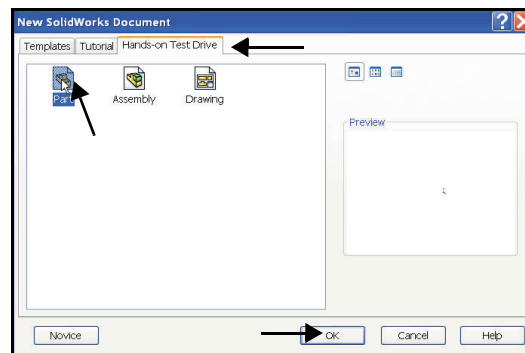 New SolidWorks Document
Templates Tutorial Hands-on Test Drive
Part Assembly Drawing
Preview
Novice OK Cancel Help